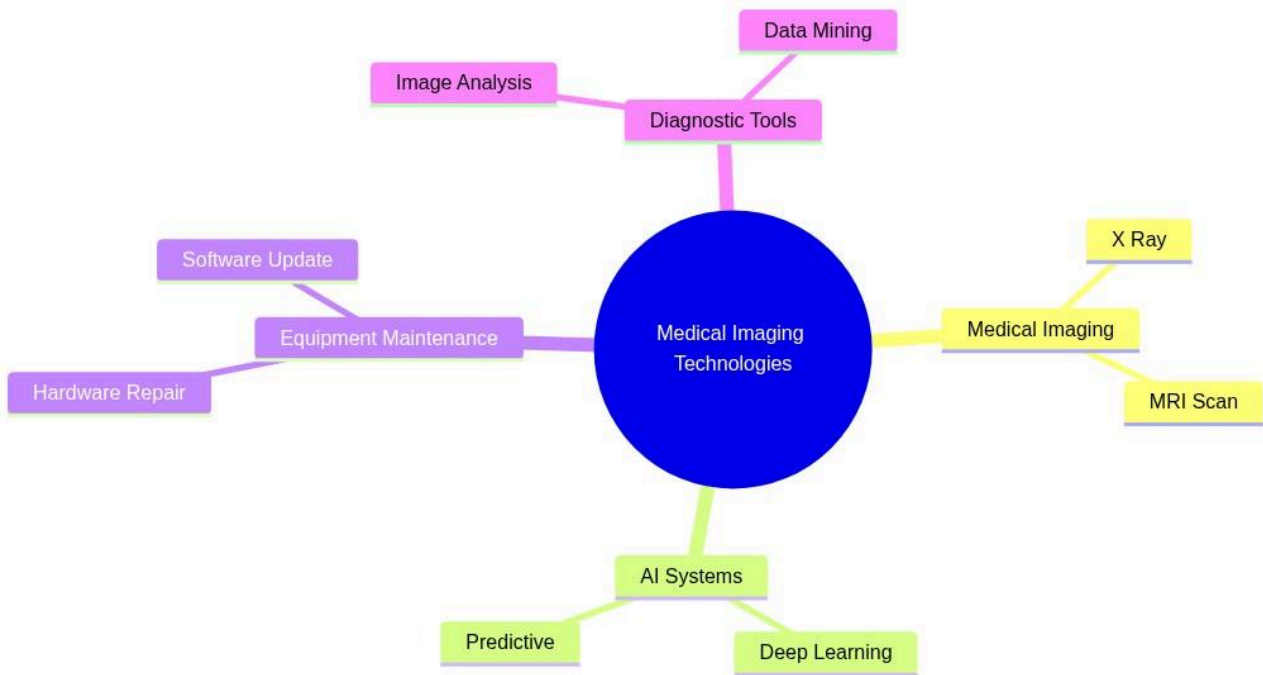 Data Mining
Image Analysis
Diagnostic Tools
X Ray
Software Update
Medical Imaging
Equipment Maintenance
Medical Imaging
Technologies
Hardware Repair
MRI Scan
AI Systems
Predictive
Deep Learning